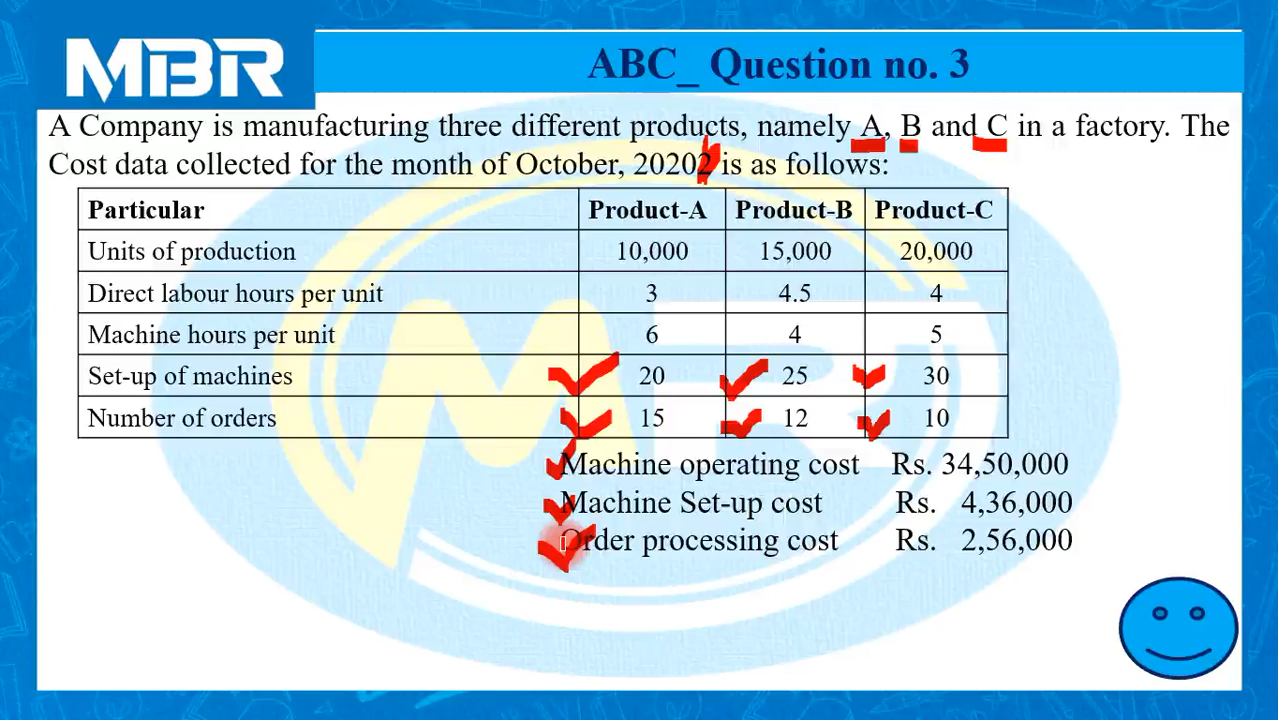 MBR
ABC_ Question no. 3
A Company is manufacturing three different products, namely A, B and C in a factory. The
Cost data collected for the month of October, 20202 is as follows:
Particular Product-A Product-B Product-C
Units of production 10,000 15,000 20,000
Direct labour hours per unit 3 4.5 4
Machine hours per unit 6 4 5
Set-up of machines 20 25 30
Number of orders 15 12 10
Machine operating cost Rs. 34,50,000
Machine Set-up cost Rs. 4,36,000
Order processing cost Rs. 2,56,000